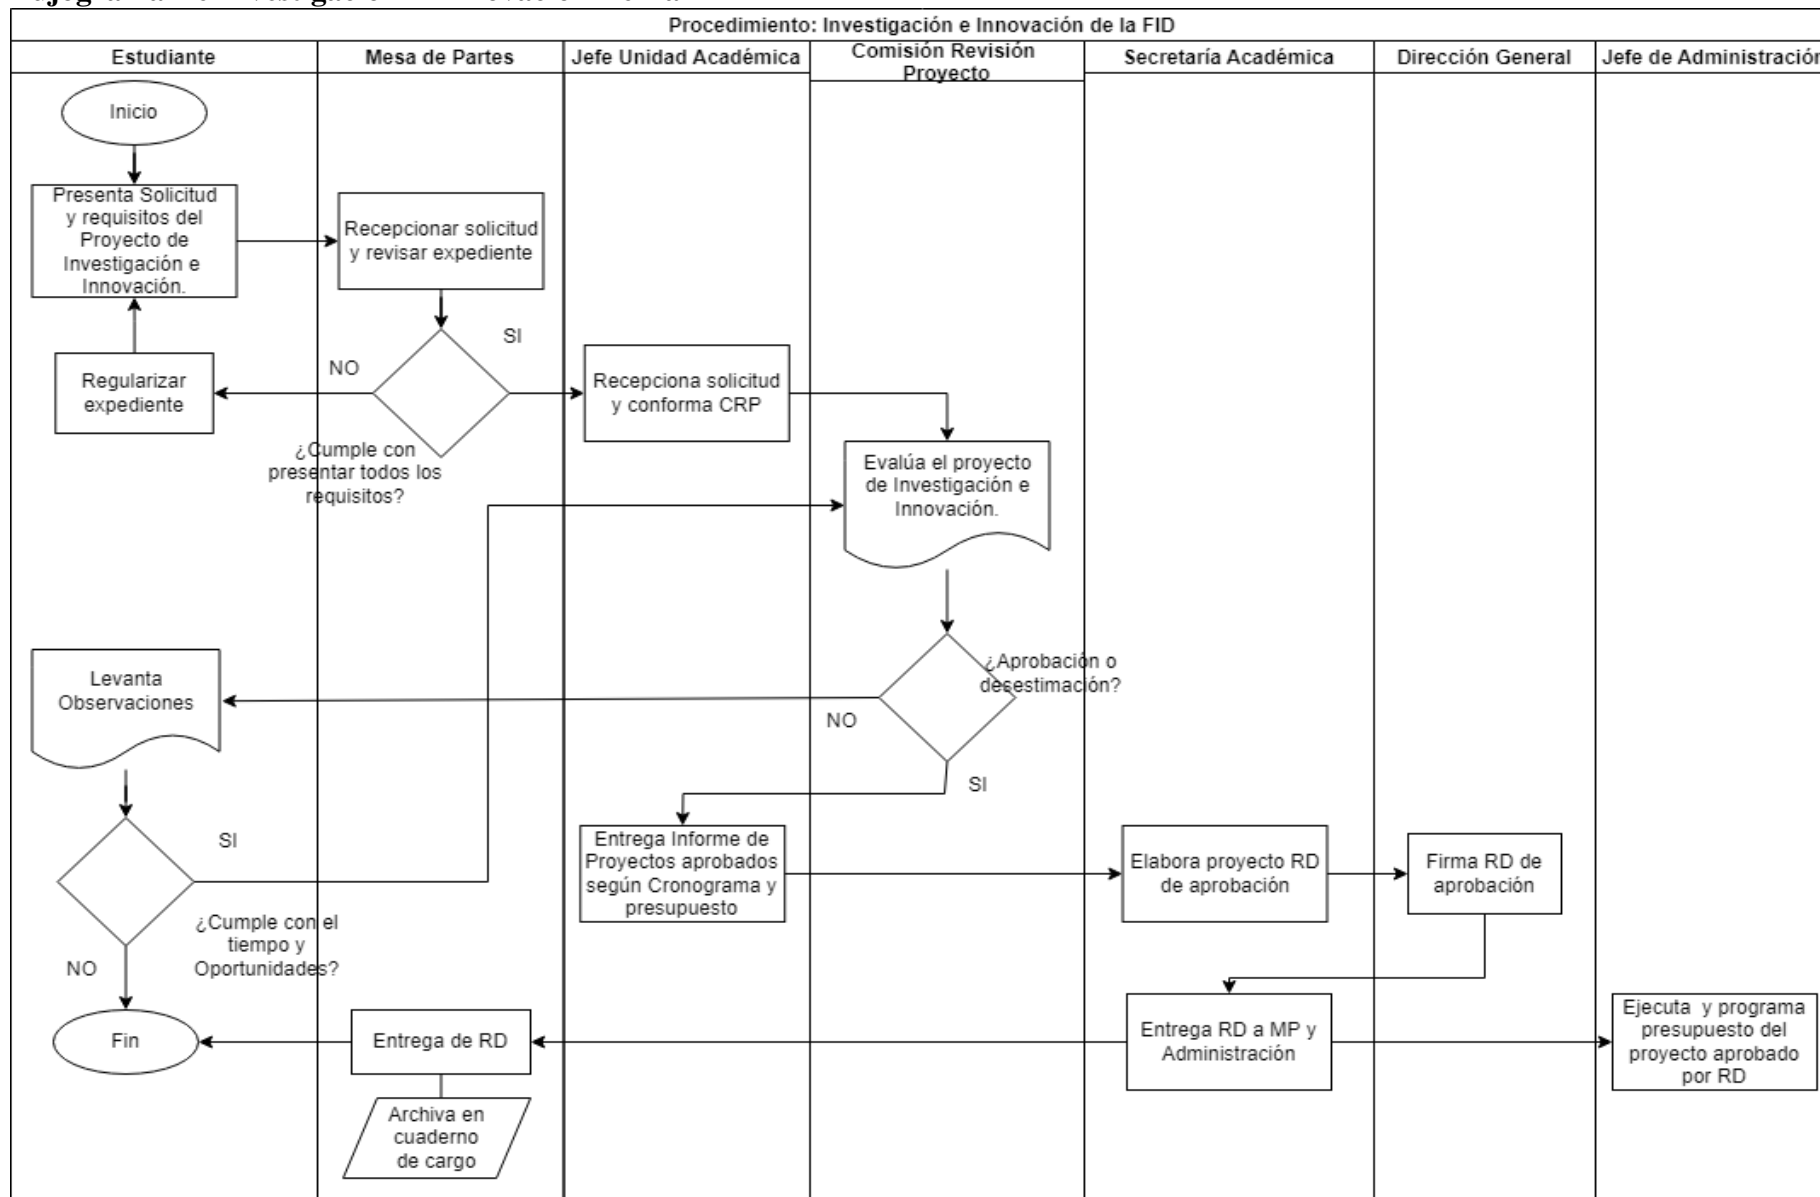 Procedimiento: Investigación e Innovación de la FID
Estudiante
Mesa de Partes
Jefe Unidad Académica
Comisión Revisión
Proyecto
Secretaría Académica
Dirección General
Jefe de Administración
Inicio
Presenta Solicitud
y requisitos del
Proyecto de
Investigación e
Innovación.
Recepcionar solicitud
y revisar expediente
SI
NO
Regularizar
expediente
Recepciona solicitud
y conforma CRP
¿Cumple con
presentar todos los
requisitos?
Evalúa el proyecto
de Investigación e
Innovación.
¿Aprobación o
desestimación?
Levanta
Observaciones
NO
SI
SI
Entrega Informe de
Proyectos aprobados
según Cronograma y
presupuesto
Elabora proyecto RD
de aprobación
Firma RD de
aprobación
¿Cumple con el
tiempo y
Oportunidades?
NO
Fin
Entrega de RD
Entrega RD a MP y
Administración
Ejecuta y programa
presupuesto del
proyecto aprobado
por RD
Archiva en
cuaderno
de cargo